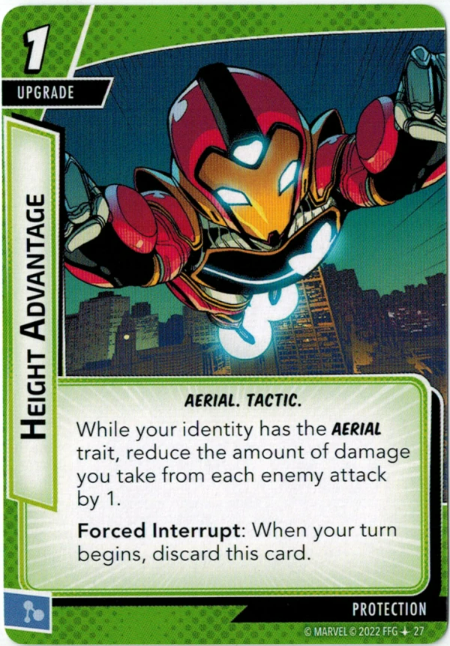 1
UPGRADE
HEIGHT ADVANTAGE
AERIAL. TACTIC.
While your identity has the AERIAL
trait, reduce the amount of damage
you take from each enemy attack
by 1.
Forced Interrupt: When your turn
begins, discard this card.
PROTECTION
© MARVEL © 2022 FFG 27